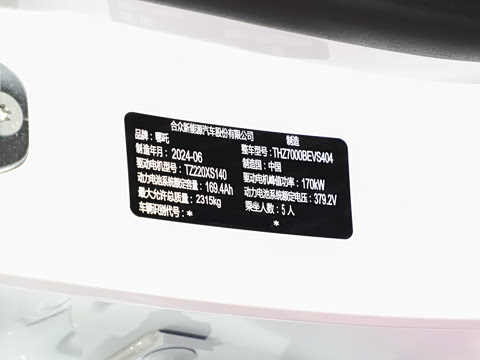 合众新能源汽车股份有限公司 制造
品牌：哪吒 整车型号：THZ7000BEVS404
制造年月：2024-06 制造国：中国
驱动电机型号：TZ220XS140 驱动电机峰值功率：170kW
动力电池系统额定容量：169.4Ah 动力电池系统额定电压：379.2V
最大允许总质量：2315kg 乘坐人数：5人
车辆识别代号：* *